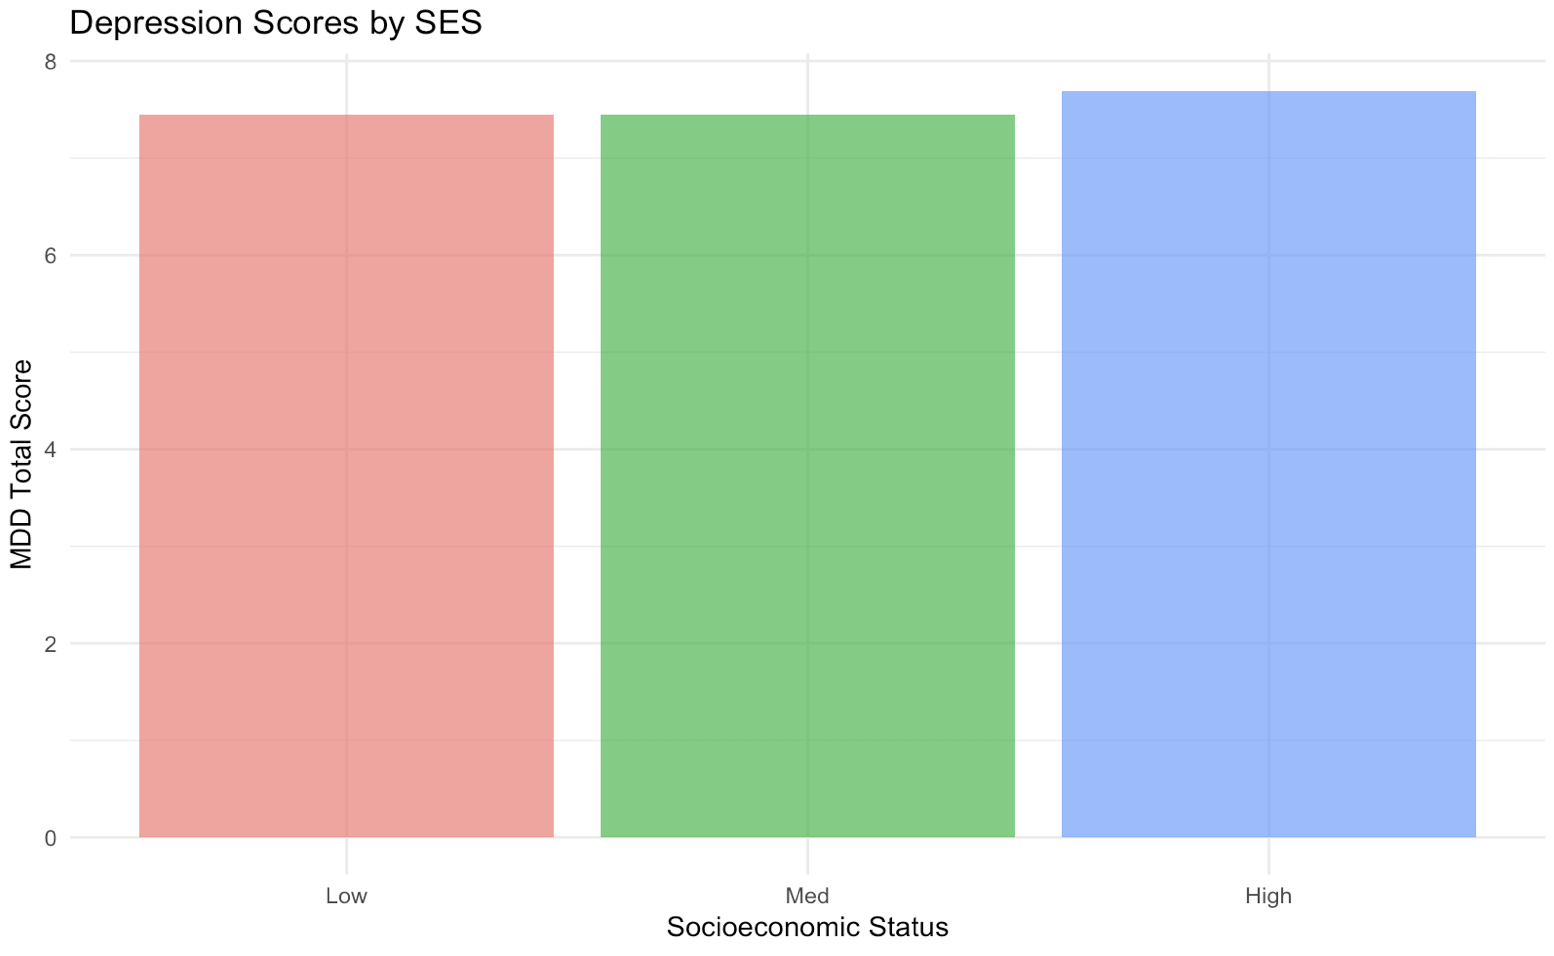 Depression Scores by SES
8
6
4
2
0
MDD Total Score
Low Med High
Socioeconomic Status